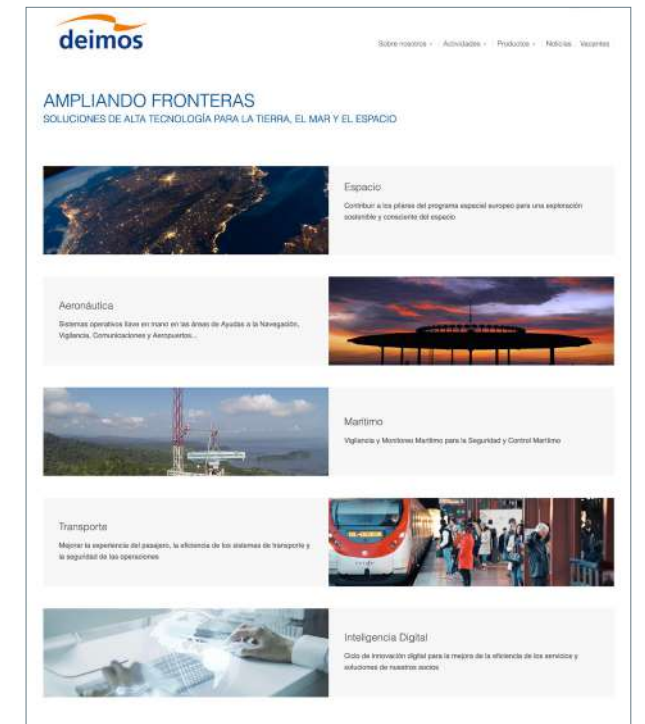 deimos
Sobre nosotros Actividades Productos Noticias Vacantes
AMPLIANDO FRONTERAS
SOLUCIONES DE ALTA TECNOLOGÍA PARA LA TIERRA, EL MAR Y EL ESPACIO
Espacio
Contribuir a los pilares del programa espacial europeo para una exploración
sostenible y consciente del espacio
Aeronáutica
Sistemas operativos llave en mano en las áreas de Ayudas a la Navegación,
Vigilancia, Comunicaciones y Aeropuertos...
Marítimo
Vigilancia y Monitoreo Marítimo para la Seguridad y Control Marítimo
Transporte
Mejorar la experiencia del pasajero, la eficiencia de los sistemas de transporte y
la seguridad de las operaciones
Inteligencia Digital
Ciclo de innovación digital para la mejora de la eficiencia de los servicios y
soluciones de nuestros socios